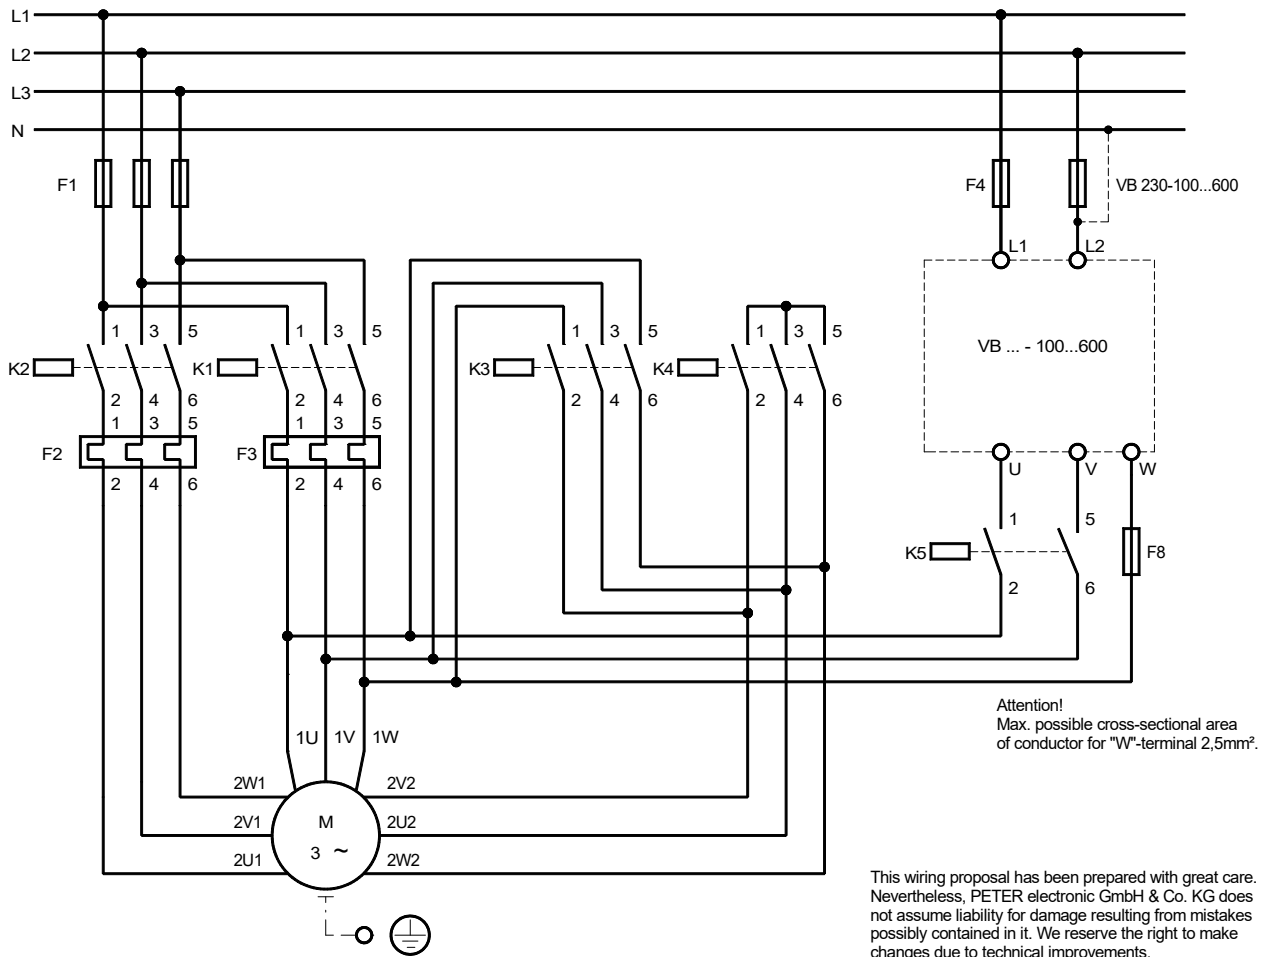 L1
L2
L3
N
F1
F4
VB 230-100...600
L1 L2
1 3 5 1 3 5 1 3 5 1 3 5
K2 K1 K3 K4
VB ... - 100...600
2 4 6 2 4 6 2 4 6 2 4 6
1 3 5 1 3 5
F2 F3
2 4 6 2 4 6
U V W
1 5
K5 F8
2 6
Attention!
Max. possible cross-sectional area
of conductor for "W"-terminal 2,5mm².
1U 1V 1W
2W1 2V2
2V1 M 2U2
3 ~
2U1 2W2
This wiring proposal has been prepared with great care.
Nevertheless, PETER electronic GmbH & Co. KG does
not assume liability for damage resulting from mistakes
possibly contained in it. We reserve the right to make
changes due to technical improvements.